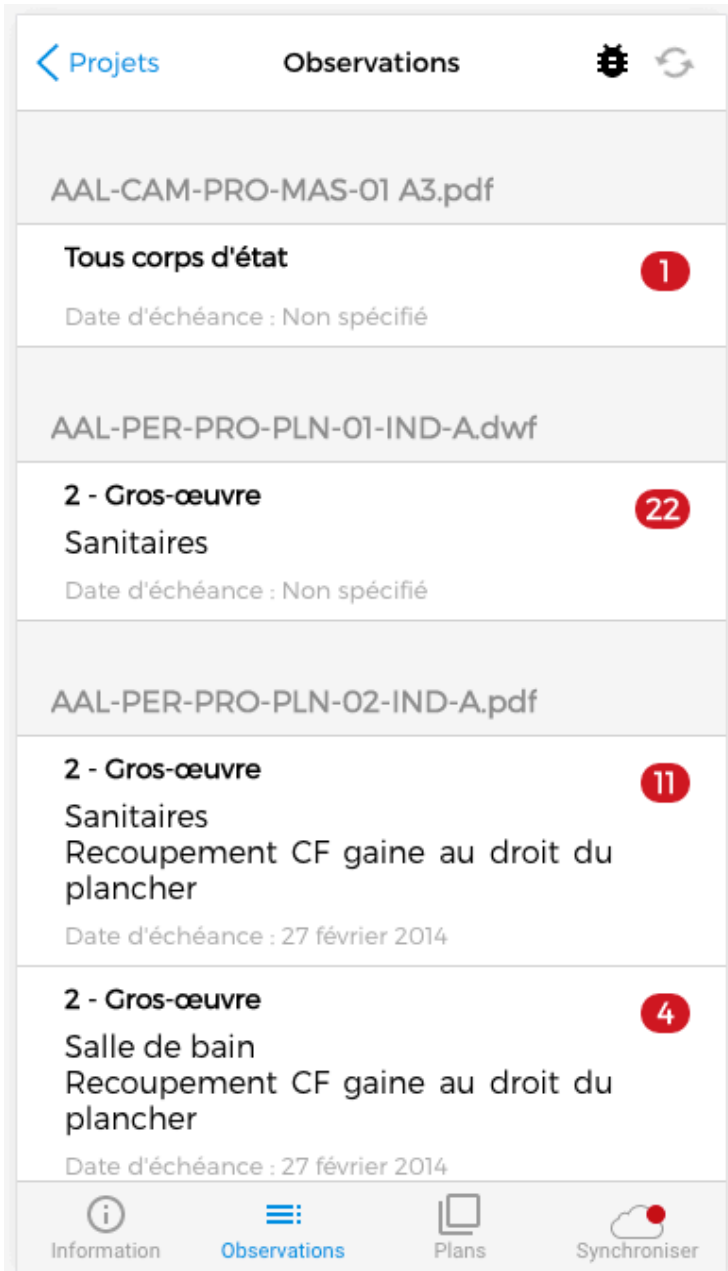 Projets Observations
AAL-CAM-PRO-MAS-01 A3.pdf
Tous corps d'état
1
Date d'échéance : Non spécifié
AAL-PER-PRO-PLN-01-IND-A.dwf
2 - Gros-œuvre
22
Sanitaires
Date d'échéance : Non spécifié
AAL-PER-PRO-PLN-02-IND-A.pdf
2 - Gros-œuvre
11
Sanitaires
Recoupement CF gaine au droit du
plancher
Date d'échéance : 27 février 2014
2 - Gros-œuvre
4
Salle de bain
Recoupement CF gaine au droit du
plancher
Date d'échéance : 27 février 2014
Information Observations Plans Synchroniser